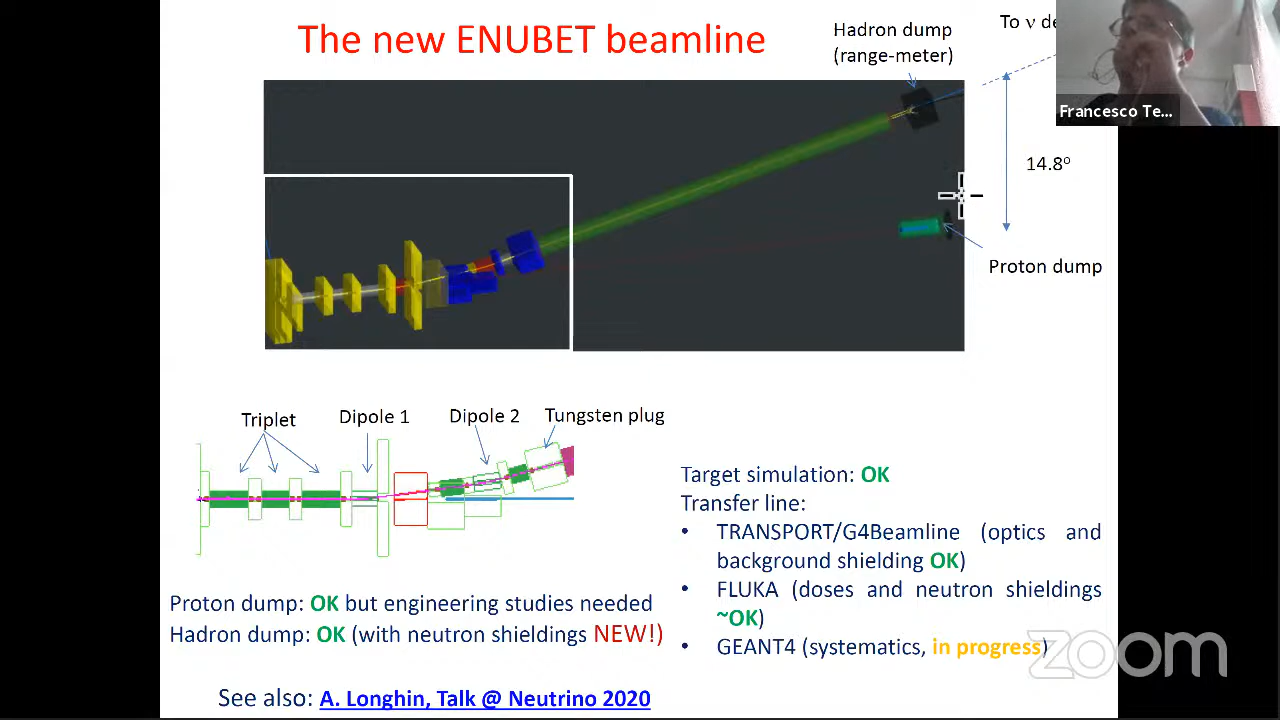 The new ENUBET beamline
Hadron dump
(range-meter)
To ν de
Francesco Te...
14.8°
Proton dump
Triplet
Dipole 1
Dipole 2
Tungsten plug
Target simulation: OK
Transfer line:
• TRANSPORT/G4Beamline (optics and
background shielding OK)
• FLUKA (doses and neutron shieldings
~OK)
• GEANT4 (systematics, in progress)
Proton dump: OK but engineering studies needed
Hadron dump: OK (with neutron shieldings NEW!)
See also: A. Longhin, Talk @ Neutrino 2020
zoom